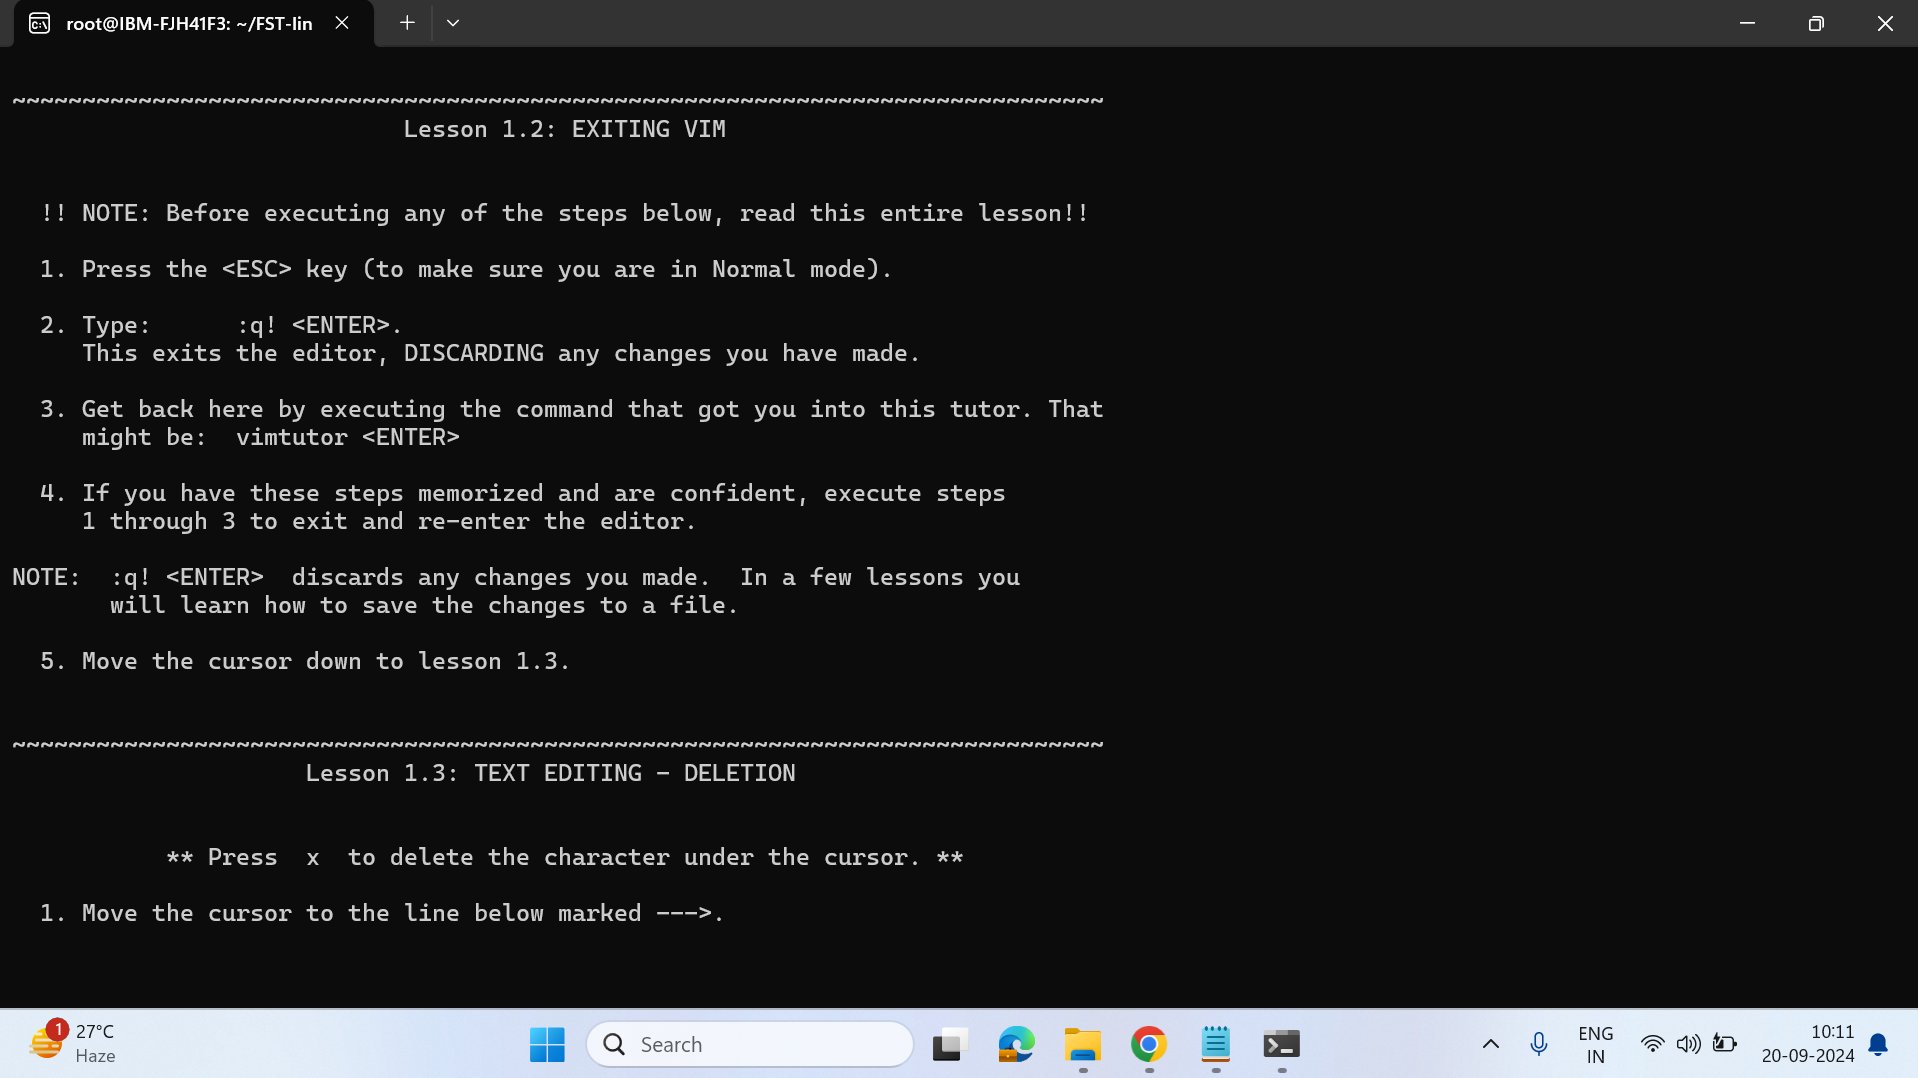 root@IBM-FJH41F3: ~/FST-lin
~~~~~~~~~~~~~~~~~~~~~~~~~~~~~~~~~~~~~~~~~~~~~~~~~~~~~~~~~~~~~~~~~~~~~~~~~~~~~~
Lesson 1.2: EXITING VIM
!! NOTE: Before executing any of the steps below, read this entire lesson!!
1. Press the <ESC> key (to make sure you are in Normal mode).
2. Type:      :q! <ENTER>.
This exits the editor, DISCARDING any changes you have made.
3. Get back here by executing the command that got you into this tutor. That
might be:  vimtutor <ENTER>
4. If you have these steps memorized and are confident, execute steps
1 through 3 to exit and re-enter the editor.
NOTE:  :q! <ENTER>  discards any changes you made.  In a few lessons you
will learn how to save the changes to a file.
5. Move the cursor down to lesson 1.3.
~~~~~~~~~~~~~~~~~~~~~~~~~~~~~~~~~~~~~~~~~~~~~~~~~~~~~~~~~~~~~~~~~~~~~~~~~~~~~~
Lesson 1.3: TEXT EDITING - DELETION
** Press  x  to delete the character under the cursor. **
1. Move the cursor to the line below marked --->.
1
27°C
Haze
Search
ENG
IN
10:11
20-09-2024